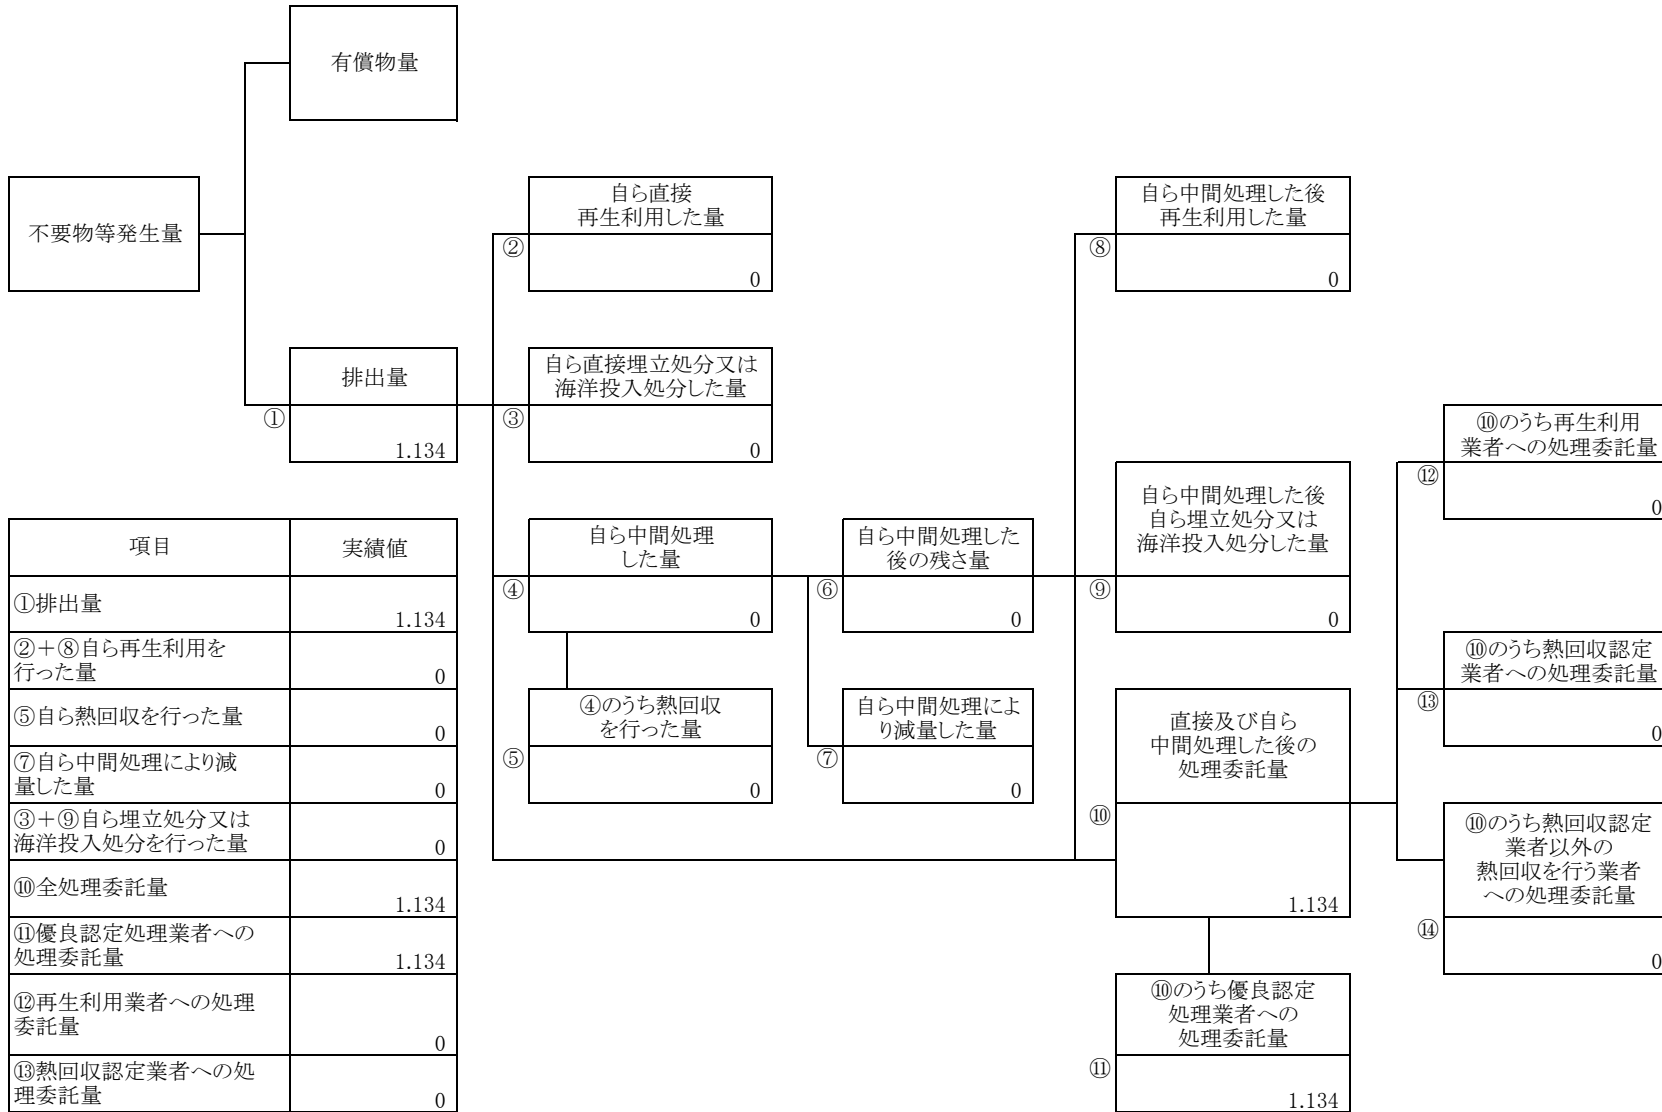 有償物量
不要物等発生量
自ら直接
再生利用した量
②
0
自ら中間処理した後
再生利用した量
⑧
0
排出量
①
1.134
自ら直接埋立処分又は
海洋投入処分した量
③
0
⑩のうち再生利用
業者への処理委託量
⑫
0
自ら中間処理
した量
④
0
自ら中間処理した
後の残さ量
⑥
0
自ら中間処理した後
自ら埋立処分又は
海洋投入処分した量
⑨
0
⑩のうち熱回収認定
業者への処理委託量
⑬
0
④のうち熱回収
を行った量
⑤
0
自ら中間処理によ
り減量した量
⑦
0
直接及び自ら
中間処理した後の
処理委託量
⑩
1.134
⑩のうち熱回収認定
業者以外の
熱回収を行う業者
への処理委託量
⑭
0
⑩のうち優良認定
処理業者への
処理委託量
⑪
1.134
項目 実績値
①排出量 1.134
②+⑧自ら再生利用を
行った量 0
⑤自ら熱回収を行った量 0
⑦自ら中間処理により減
量した量 0
③+⑨自ら埋立処分又は
海洋投入処分を行った量 0
⑩全処理委託量 1.134
⑪優良認定処理業者への
処理委託量 1.134
⑫再生利用業者への処理
委託量 0
⑬熱回収認定業者への処
理委託量 0